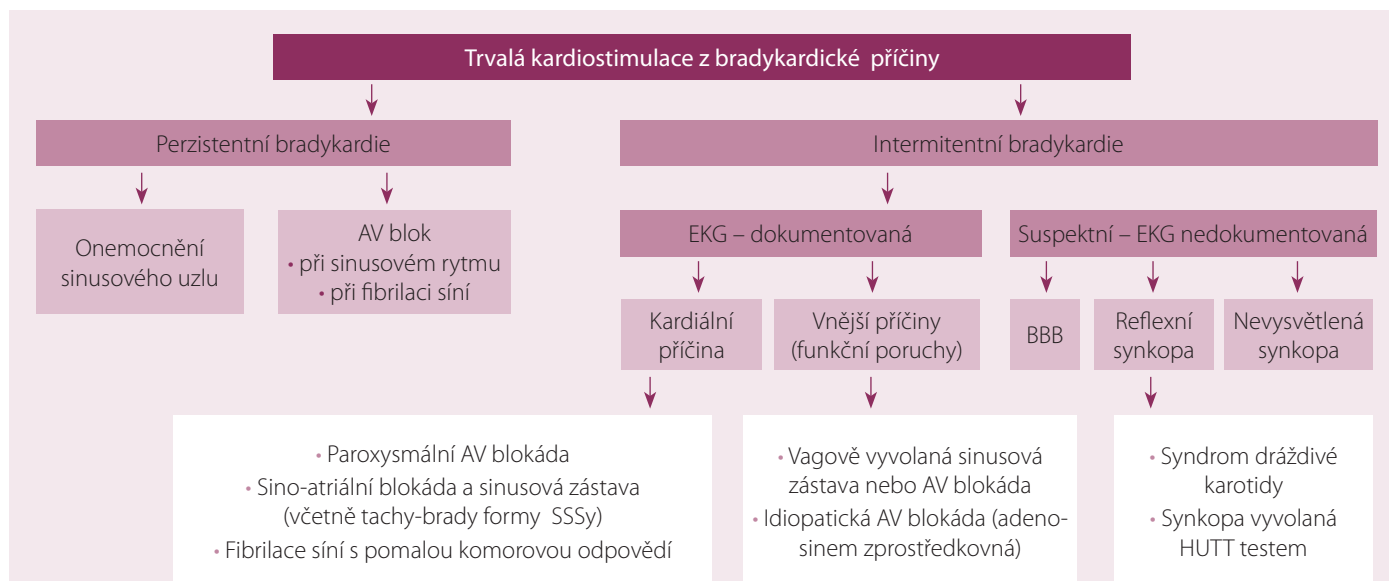 Trvalá kardiostimulace z bradykardické příčiny
Perzistentní bradykardie
Intermitentní bradykardie
Onemocnění
sinusového uzlu
AV blok
• při sinusovém rytmu
• při fibrilaci síní
EKG – dokumentovaná
Suspektní – EKG nedokumentovaná
Kardiální
příčina
Vnější příčiny
(funkční poruchy)
BBB
Reflexní
synkopa
Nevysvětlená
synkopa
• Paroxysmální AV blokáda
• Sino-atriální blokáda a sinusová zástava
(včetně tachy-brady formy SSSy)
• Fibrilace síní s pomalou komorovou odpovědí
• Vagově vyvolaná sinusová
zástava nebo AV blokáda
• Idiopatická AV blokáda (adeno-
sinem zprostředkovná)
• Syndrom dráždivé
karotidy
• Synkopa vyvolaná
HUTT testem